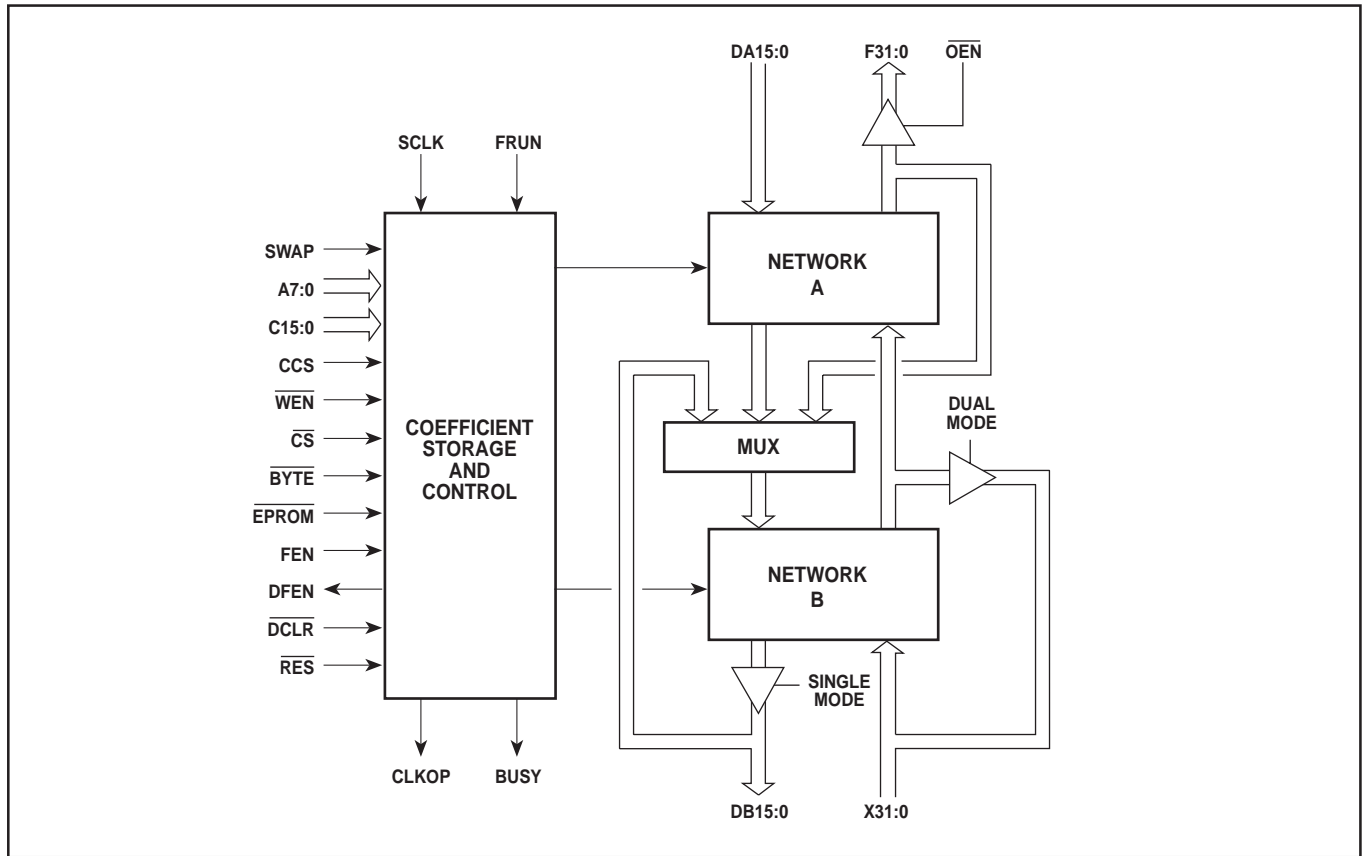 DA15:0
F31:0
OEN
SCLK
FRUN
SWAP
A7:0
C15:0
CCS
WEN
CS
BYTE
EPROM
FEN
DFEN
DCLR
RES
COEFFICIENT
STORAGE
AND
CONTROL
CLKOP
BUSY
NETWORK
A
MUX
DUAL
MODE
NETWORK
B
SINGLE
MODE
DB15:0
X31:0